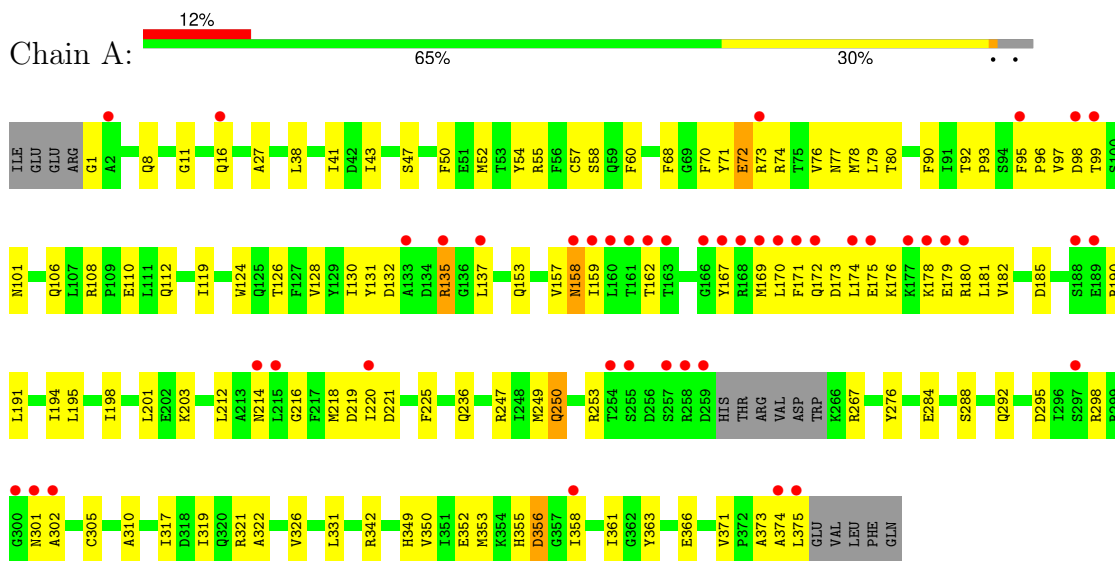 12%
Chain A:
65% 30% • •
ILE GLU GLU ARG G1 A2 Q8 G11 Q16 A27 L38 I41 D42 I43 S47 F50 E51 M52 T53 Y54 R55 F56 C57 S58 Q59 F60 F68 G69 F70 Y71 E72 R73 R74 T75 V76 N77 M78 L79 T80 F90 I91 T92 P93 S94 F95 P96 V97 D98 T99 S100
N101 Q106 L107 R108 P109 E110 L111 Q112 I119 W124 Q125 T126 F127 V128 Y129 I130 Y131 D132 A133 D134 R135 G136 L137 Q153 V157 N158 I159 L160 T161 T162 T163 G166 Y167 R168 M169 L170 F171 Q172 D173 L174 E175 K176 K177 K178 E179 R180 L181 V182 D185 S188 E189
L191 I194 L195 I198 L201 E202 K203 L212 A213 N214 L215 G216 F217 M218 D219 I220 D221 F225 Q236 R247 I248 M249 Q250 R253 T254 S255 D256 S257 R258 D259 HIS THR ARG VAL ASP TRP K266 R267 Y276 E284 S288 Q292 D295 I296 S297 R298
G300 N301 A302 C305 A310 I317 D318 I319 Q320 R321 A322 V326 L331 R342 H349 V350 I351 E352 M353 K354 H355 D356 G357 I358 I361 G362 Y363 E366 V371 P372 A373 A374 L375 GLU VAL LEU PHE GLN